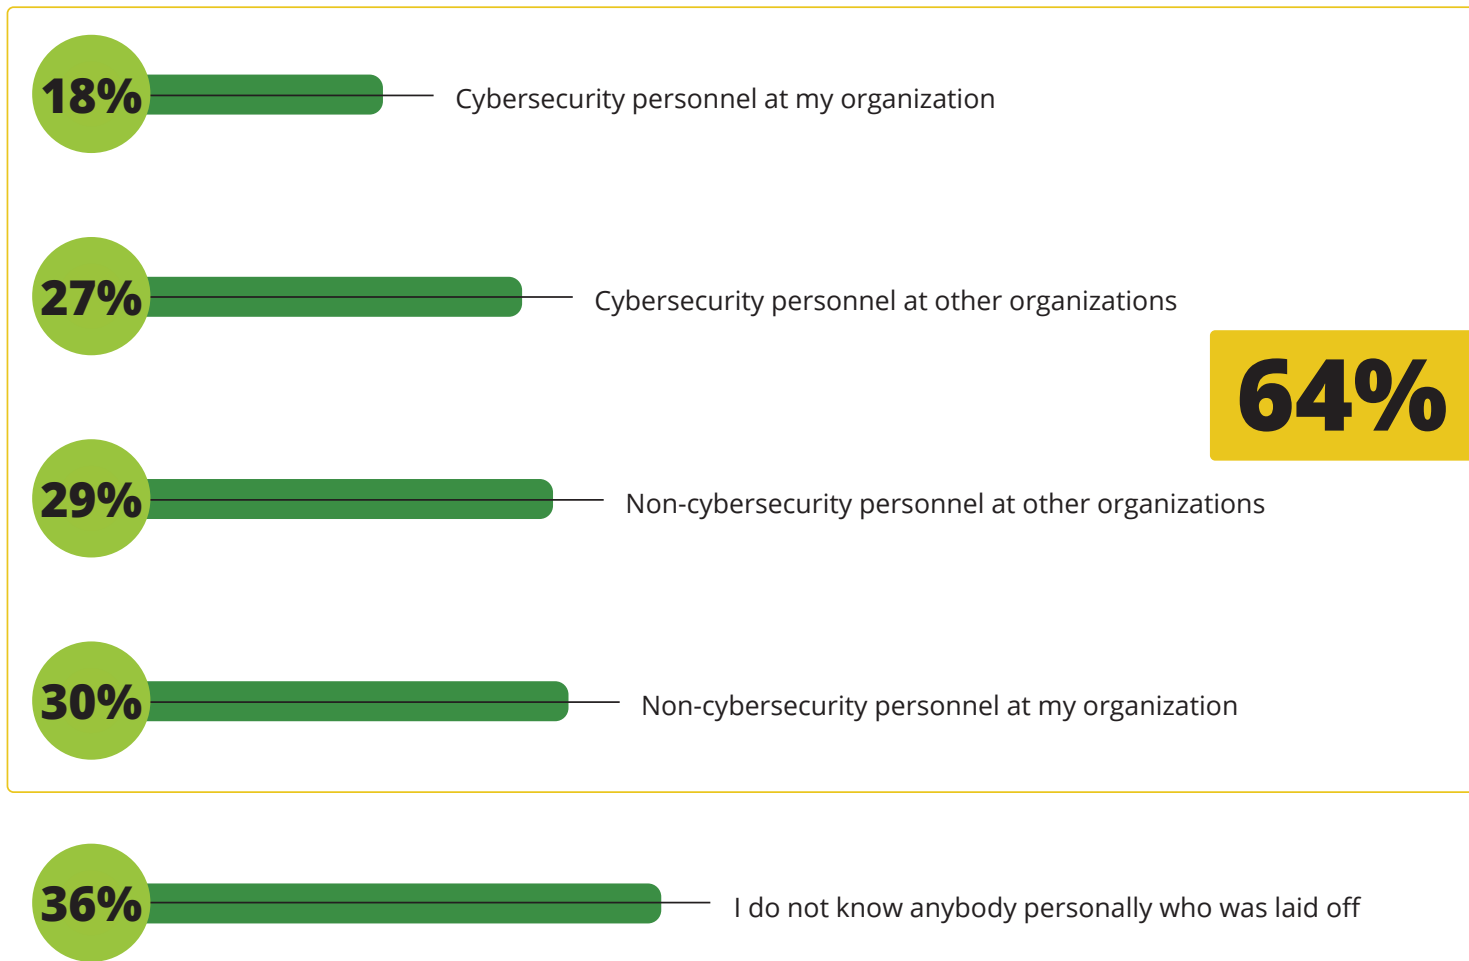 18% Cybersecurity personnel at my organization
27% Cybersecurity personnel at other organizations
64%
29% Non-cybersecurity personnel at other organizations
30% Non-cybersecurity personnel at my organization
36% I do not know anybody personally who was laid off